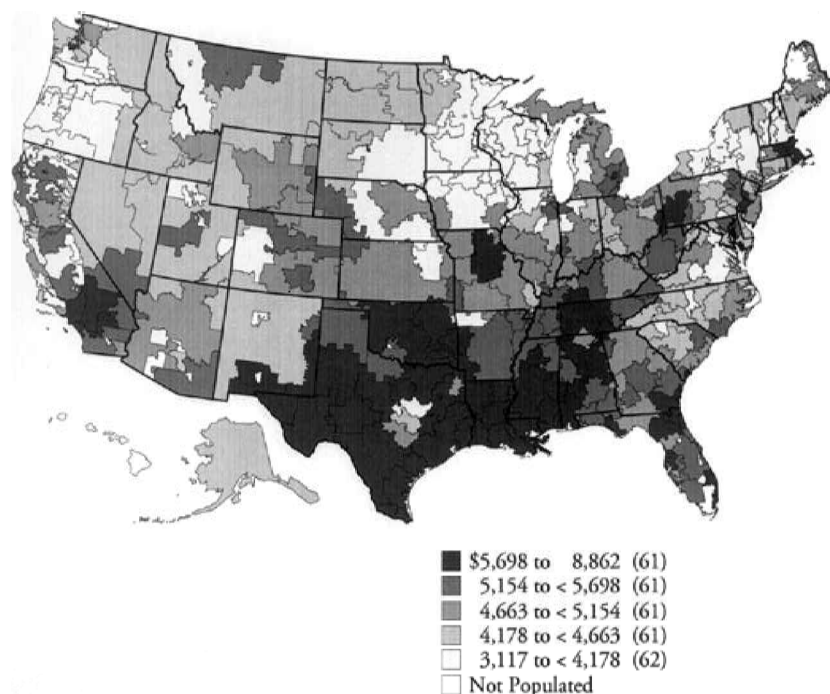 $5,698 to 8,862 (61)
5,154 to < 5,698 (61)
4,663 to < 5,154 (61)
4,178 to < 4,663 (61)
3,117 to < 4,178 (62)
Not Populated